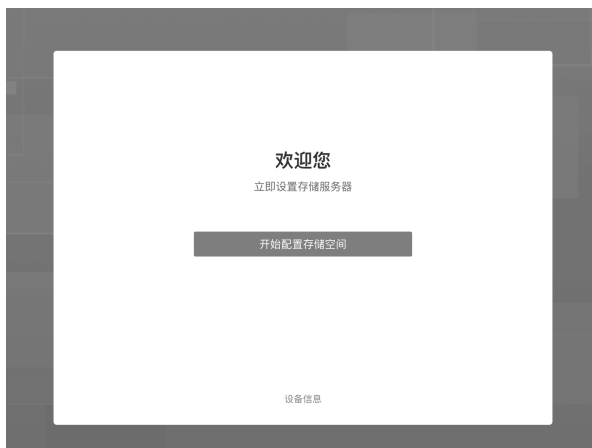 欢迎您
立即设置存储服务器
开始配置存储空间
设备信息